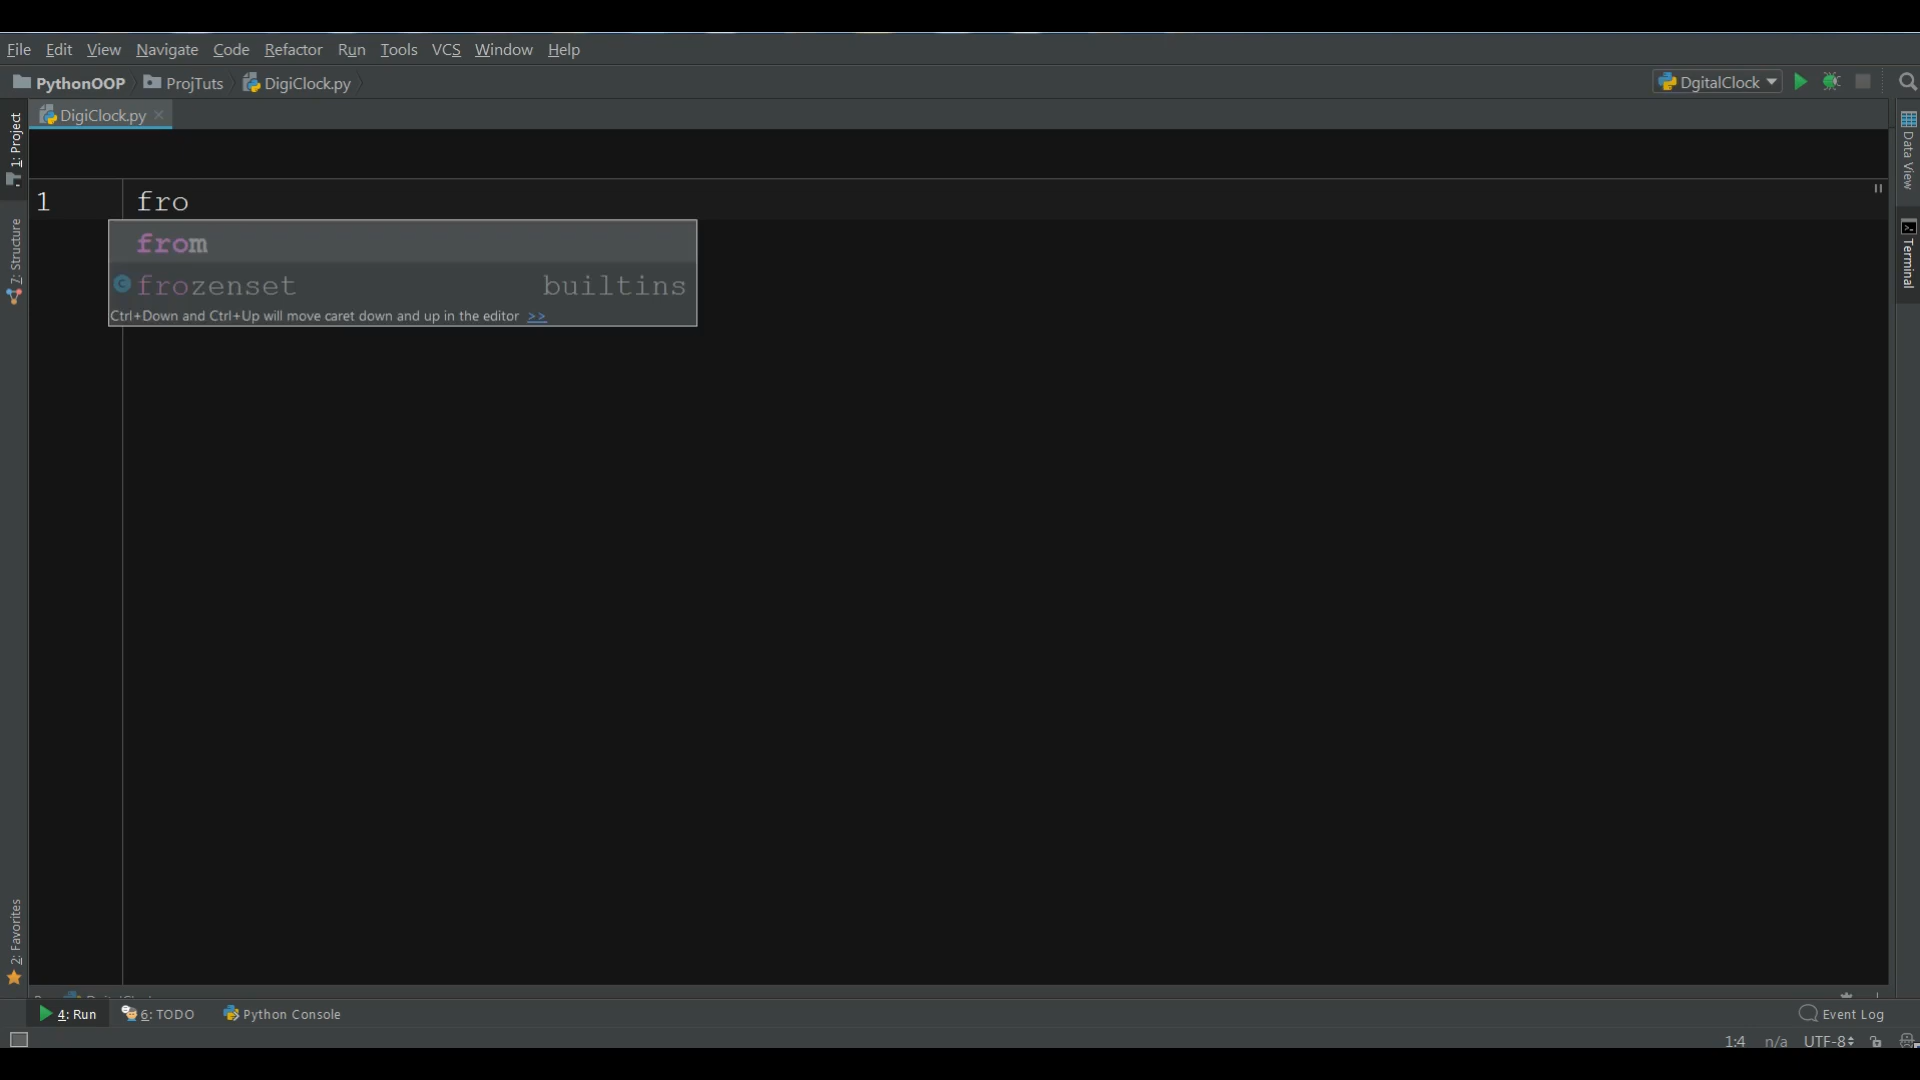 File Edit View Navigate Code Refactor Run Tools VCS Window Help
PythonOOP ProjTuts DigiClock.py DgitalClock
DigiClock.py
1: Project
7: Structure
2: Favorites
Data View
Terminal
1 fro
from
frozenset builtins
Ctrl+Down and Ctrl+Up will move caret down and up in the editor >>
4: Run 6: TODO Python Console Event Log
1:4 n/a UTF-8